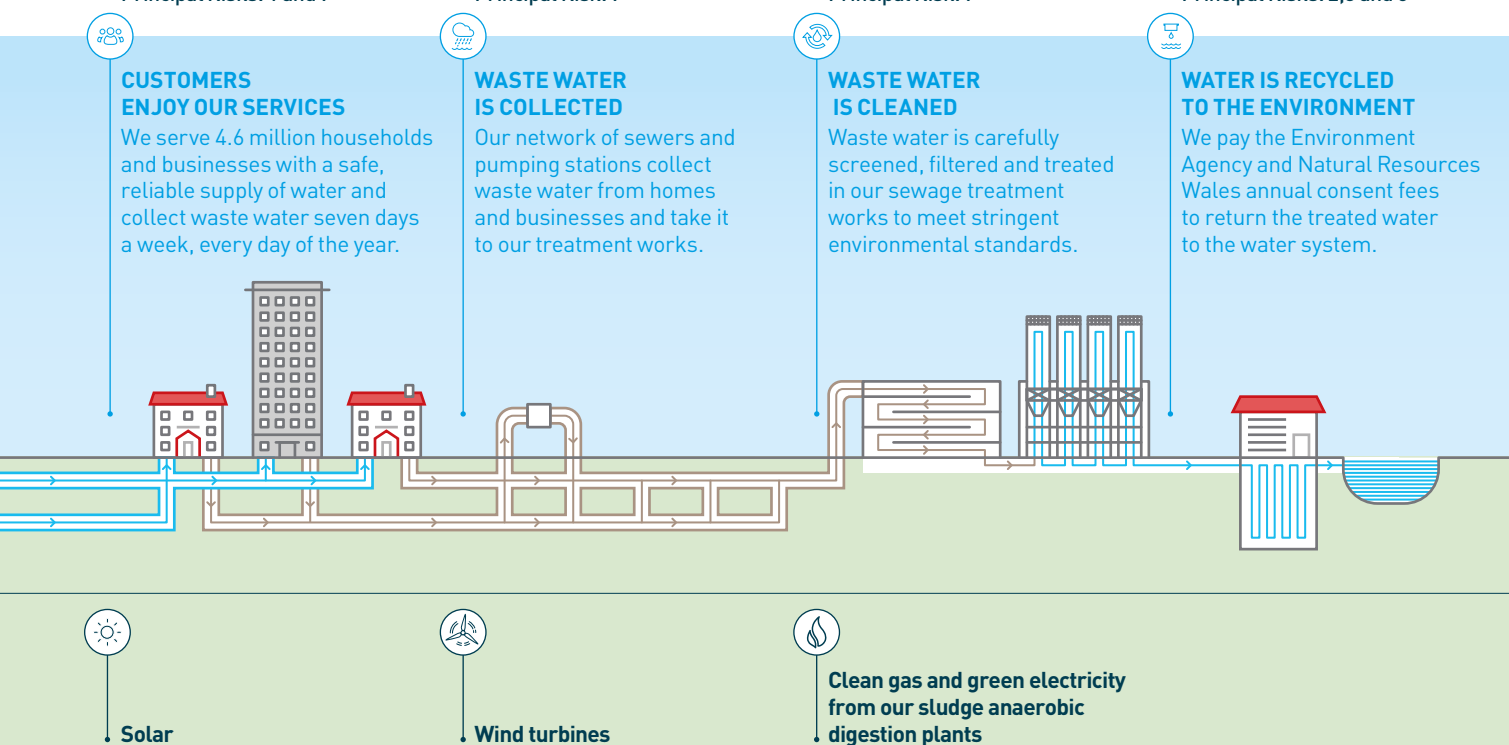 CUSTOMERS
ENJOY OUR SERVICES
We serve 4.6 million households
and businesses with a safe,
reliable supply of water and
collect waste water seven days
a week, every day of the year.
WASTE WATER
IS COLLECTED
Our network of sewers and
pumping stations collect
waste water from homes
and businesses and take it
to our treatment works.
WASTE WATER
IS CLEANED
Waste water is carefully
screened, filtered and treated
in our sewage treatment
works to meet stringent
environmental standards.
WATER IS RECYCLED
TO THE ENVIRONMENT
We pay the Environment
Agency and Natural Resources
Wales annual consent fees
to return the treated water
to the water system.
Solar
Wind turbines
Clean gas and green electricity
from our sludge anaerobic
digestion plants